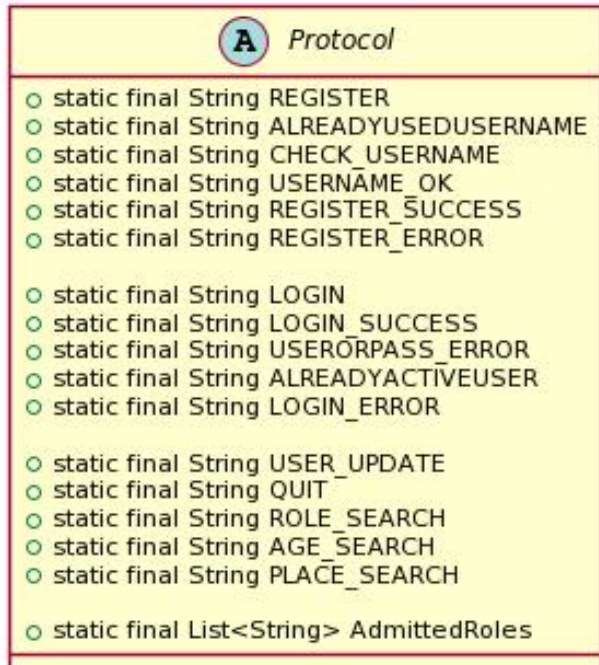 A Protocol
static final String REGISTER
static final String ALREADYUSEDUSERNAME
static final String CHECK_USERNAME
static final String USERNAME_OK
static final String REGISTER_SUCCESS
static final String REGISTER_ERROR
static final String LOGIN
static final String LOGIN_SUCCESS
static final String USERORPASS_ERROR
static final String ALREADYACTIVEUSER
static final String LOGIN_ERROR
static final String USER_UPDATE
static final String QUIT
static final String ROLE_SEARCH
static final String AGE_SEARCH
static final String PLACE_SEARCH
static final List<String> AdmittedRoles